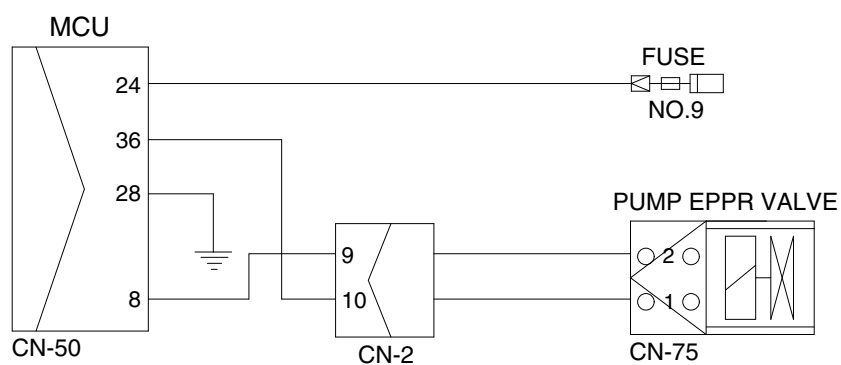 MCU
FUSE
24
NO.9
36
28
PUMP EPPR VALVE
9
2
8
10
1
CN-50
CN-2
CN-75